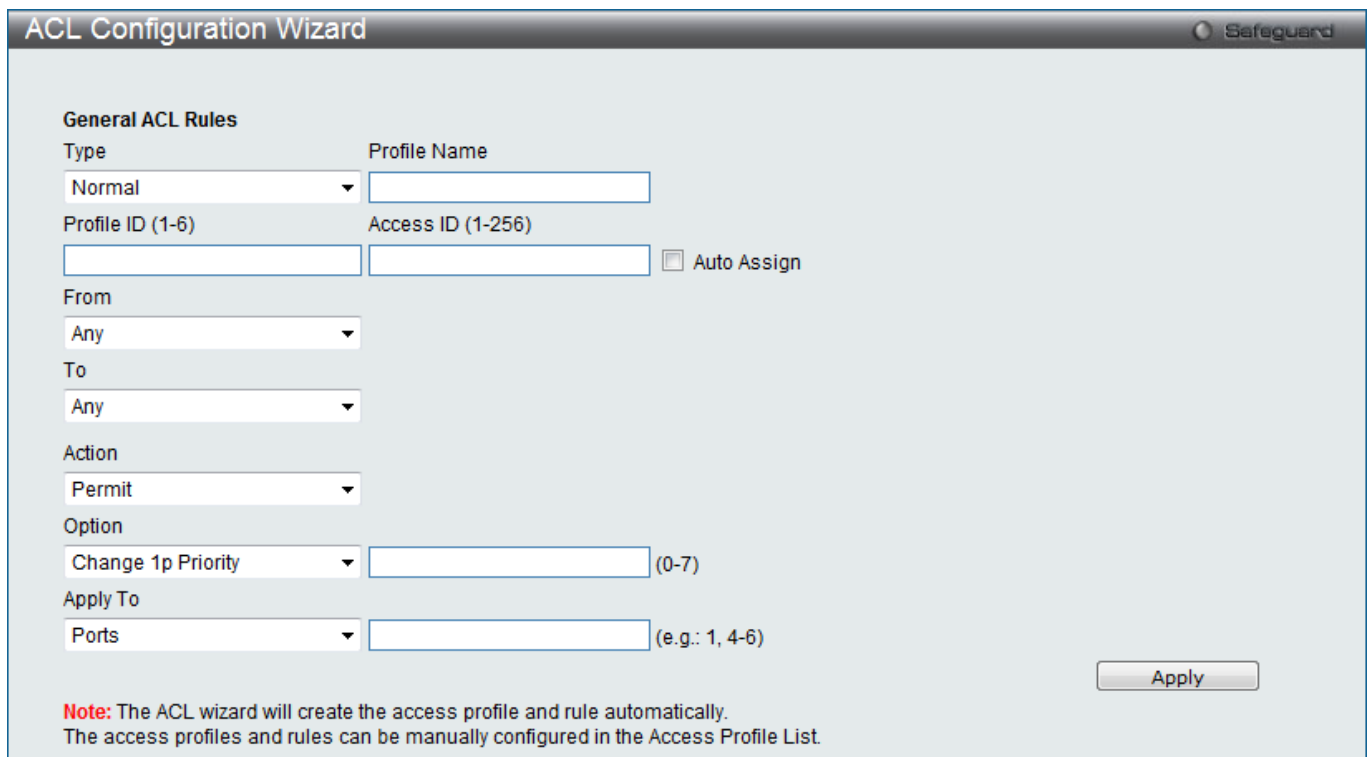 ACL Configuration Wizard
Safeguard
General ACL Rules
Type Profile Name
Normal
Profile ID (1-6) Access ID (1-256)
Auto Assign
From
Any
To
Any
Action
Permit
Option
Change 1p Priority (0-7)
Apply To
Ports (e.g.: 1, 4-6)
Apply
Note: The ACL wizard will create the access profile and rule automatically.
The access profiles and rules can be manually configured in the Access Profile List.